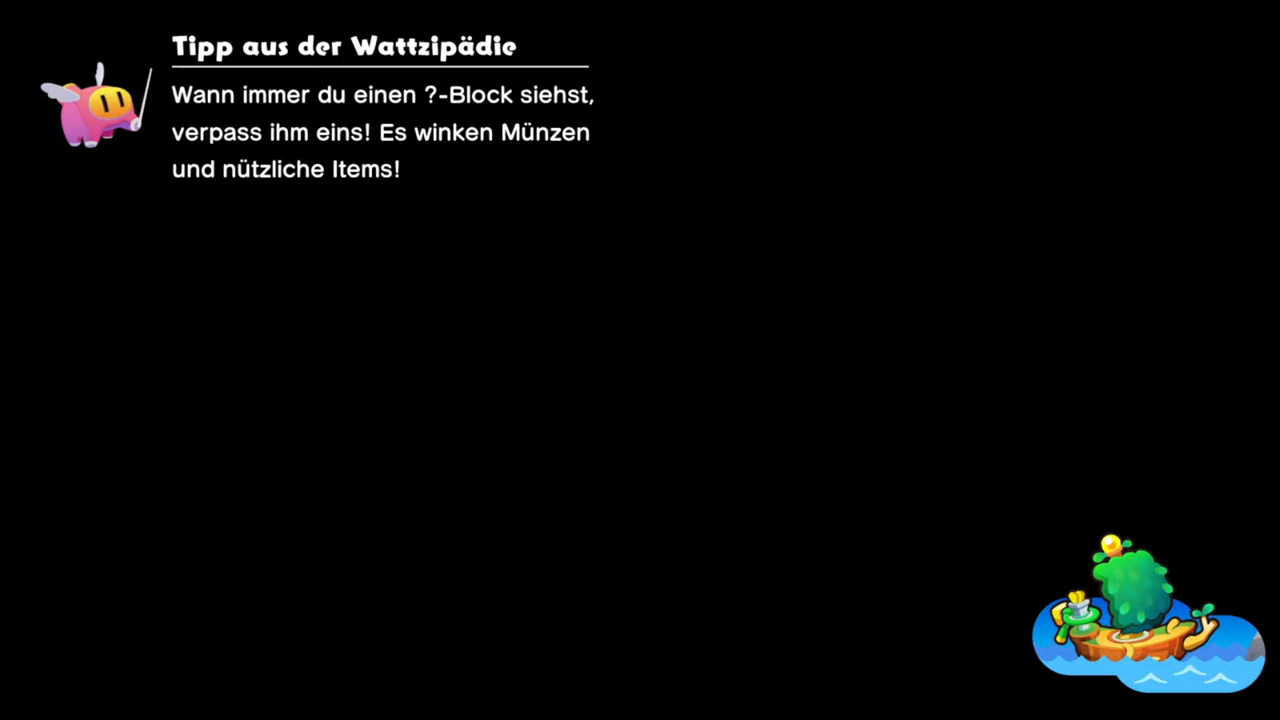 Tipp aus der Wattzipädie
Wann immer du einen ?-Block siehst,
verpass ihm eins! Es winken Münzen
und nützliche Items!